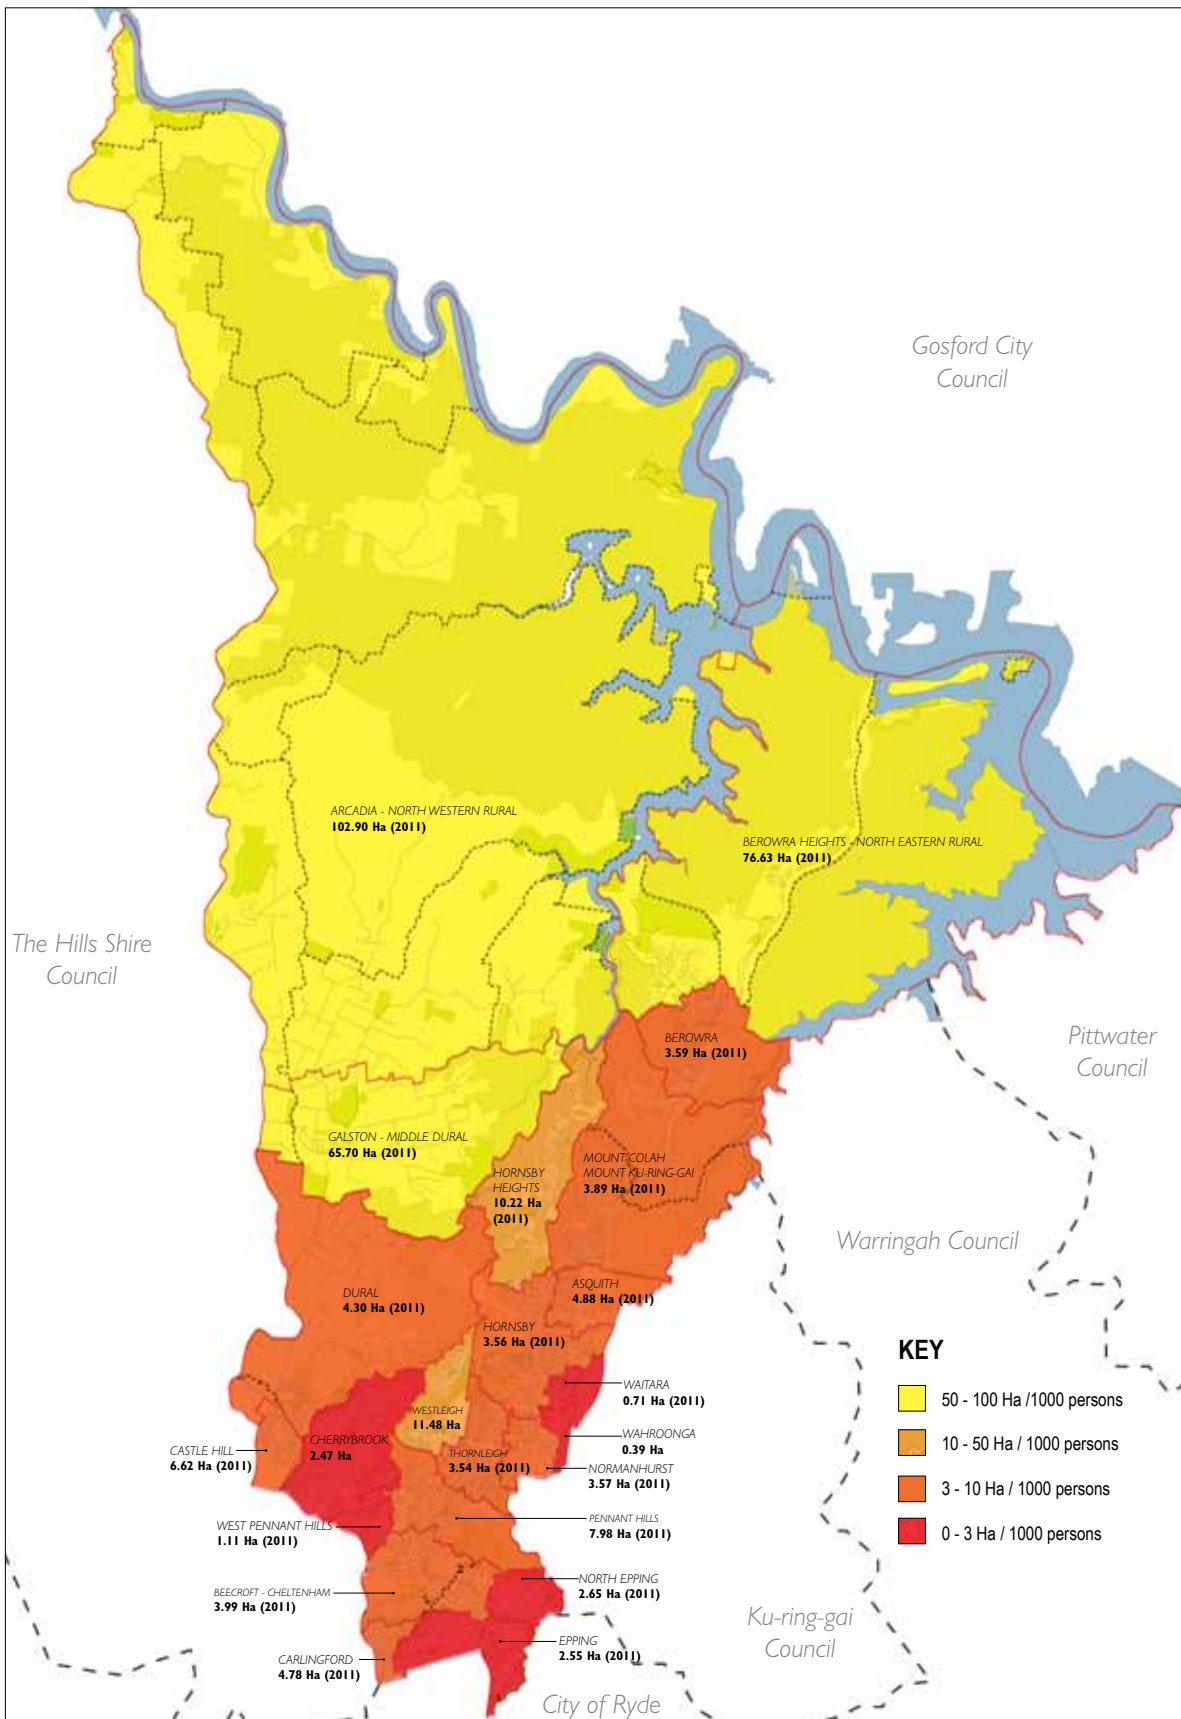 Gosford City
Council
ARCADIA - NORTH WESTERN RURAL
102.90 Ha (2011)
BEROWRA HEIGHTS - NORTH EASTERN RURAL
76.63 Ha (2011)
The Hills Shire
Council
BEROWRA
3.59 Ha (2011)
Pittwater
Council
GALSTON - MIDDLE DURAL
65.70 Ha (2011)
HORNSBY
HEIGHTS
10.22 Ha
(2011)
MOUNT COLAH
MOUNT KU-RING-GAI
3.89 Ha (2011)
Warringah Council
DURAL
4.30 Ha (2011)
ASQUITH
4.88 Ha (2011)
HORNSBY
3.56 Ha (2011)
KEY
50 - 100 Ha /1000 persons
10 - 50 Ha / 1000 persons
3 - 10 Ha / 1000 persons
0 - 3 Ha / 1000 persons
WAITARA
0.71 Ha (2011)
WESTLEIGH
11.48 Ha
WAHROONGA
0.39 Ha
CHERRYBROOK
2.47 Ha
CASTLE HILL
6.62 Ha (2011)
THORNLEIGH
3.54 Ha (2011)
NORMANHURST
3.57 Ha (2011)
WEST PENNANT HILLS
1.11 Ha (2011)
PENNANT HILLS
7.98 Ha (2011)
BEECROFT - CHELTENHAM
3.99 Ha (2011)
NORTH EPPING
2.65 Ha (2011)
Ku-ring-gai
Council
EPPING
2.55 Ha (2011)
CARLINGFORD
4.78 Ha (2011)
City of Ryde